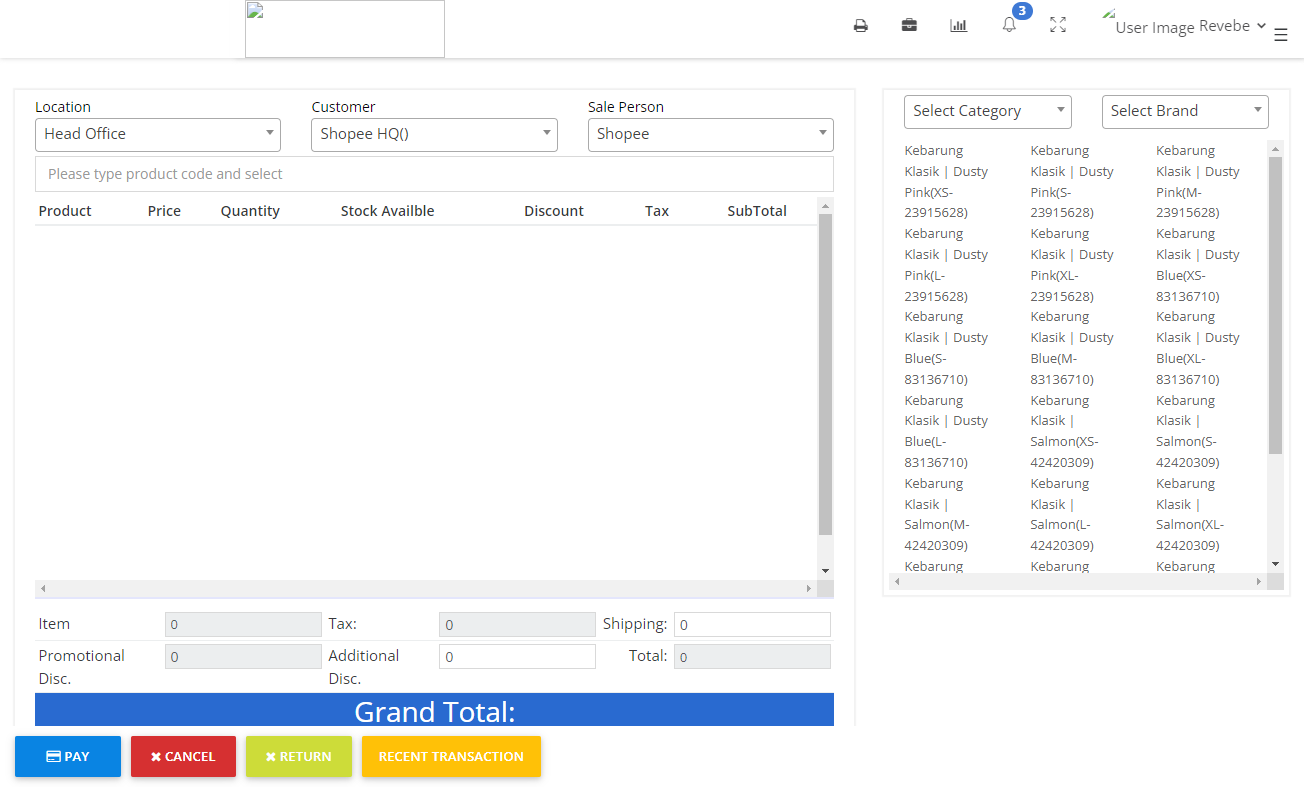 3
User Image Revebe
Location
Customer
Sale Person
Head Office
Shopee HQ()
Shopee
Please type product code and select
Product Price Quantity Stock Availble Discount Tax SubTotal
Item 0 Tax: 0 Shipping: 0
Promotional Disc. 0 Additional Disc. 0 Total: 0
Grand Total:
PAY
CANCEL
RETURN
RECENT TRANSACTION
Select Category
Select Brand
Kebarung Kebarung Kebarung
Klasik | Dusty Klasik | Dusty Klasik | Dusty
Pink(XS- Pink(S- Pink(M-
23915628) 23915628) 23915628)
Kebarung Kebarung Kebarung
Klasik | Dusty Klasik | Dusty Klasik | Dusty
Pink(L- Pink(XL- Blue(XS-
23915628) 23915628) 83136710)
Kebarung Kebarung Kebarung
Klasik | Dusty Klasik | Dusty Klasik | Dusty
Blue(S- Blue(M- Blue(XL-
83136710) 83136710) 83136710)
Kebarung Kebarung Kebarung
Klasik | Dusty Klasik | Klasik |
Blue(L- Salmon(XS- Salmon(S-
83136710) 42420309) 42420309)
Kebarung Kebarung Kebarung
Klasik | Klasik | Klasik |
Salmon(M- Salmon(L- Salmon(XL-
42420309) 42420309) 42420309)
Kebarung Kebarung Kebarung